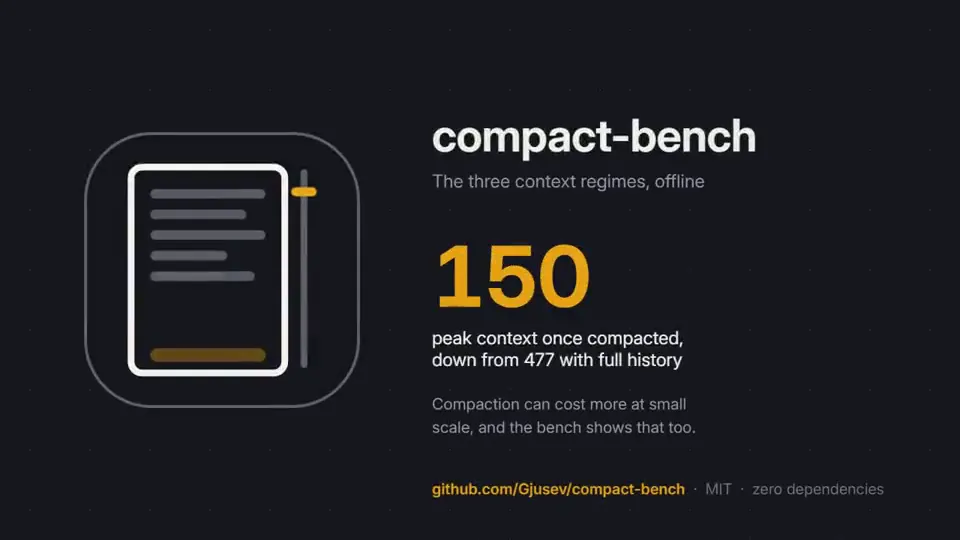 compact-bench
The three context regimes, offline
150
peak context once compacted,
down from 477 with full history
Compaction can cost more at small
scale, and the bench shows that too.
github.com/Gjusev/compact-bench · MIT · zero dependencies